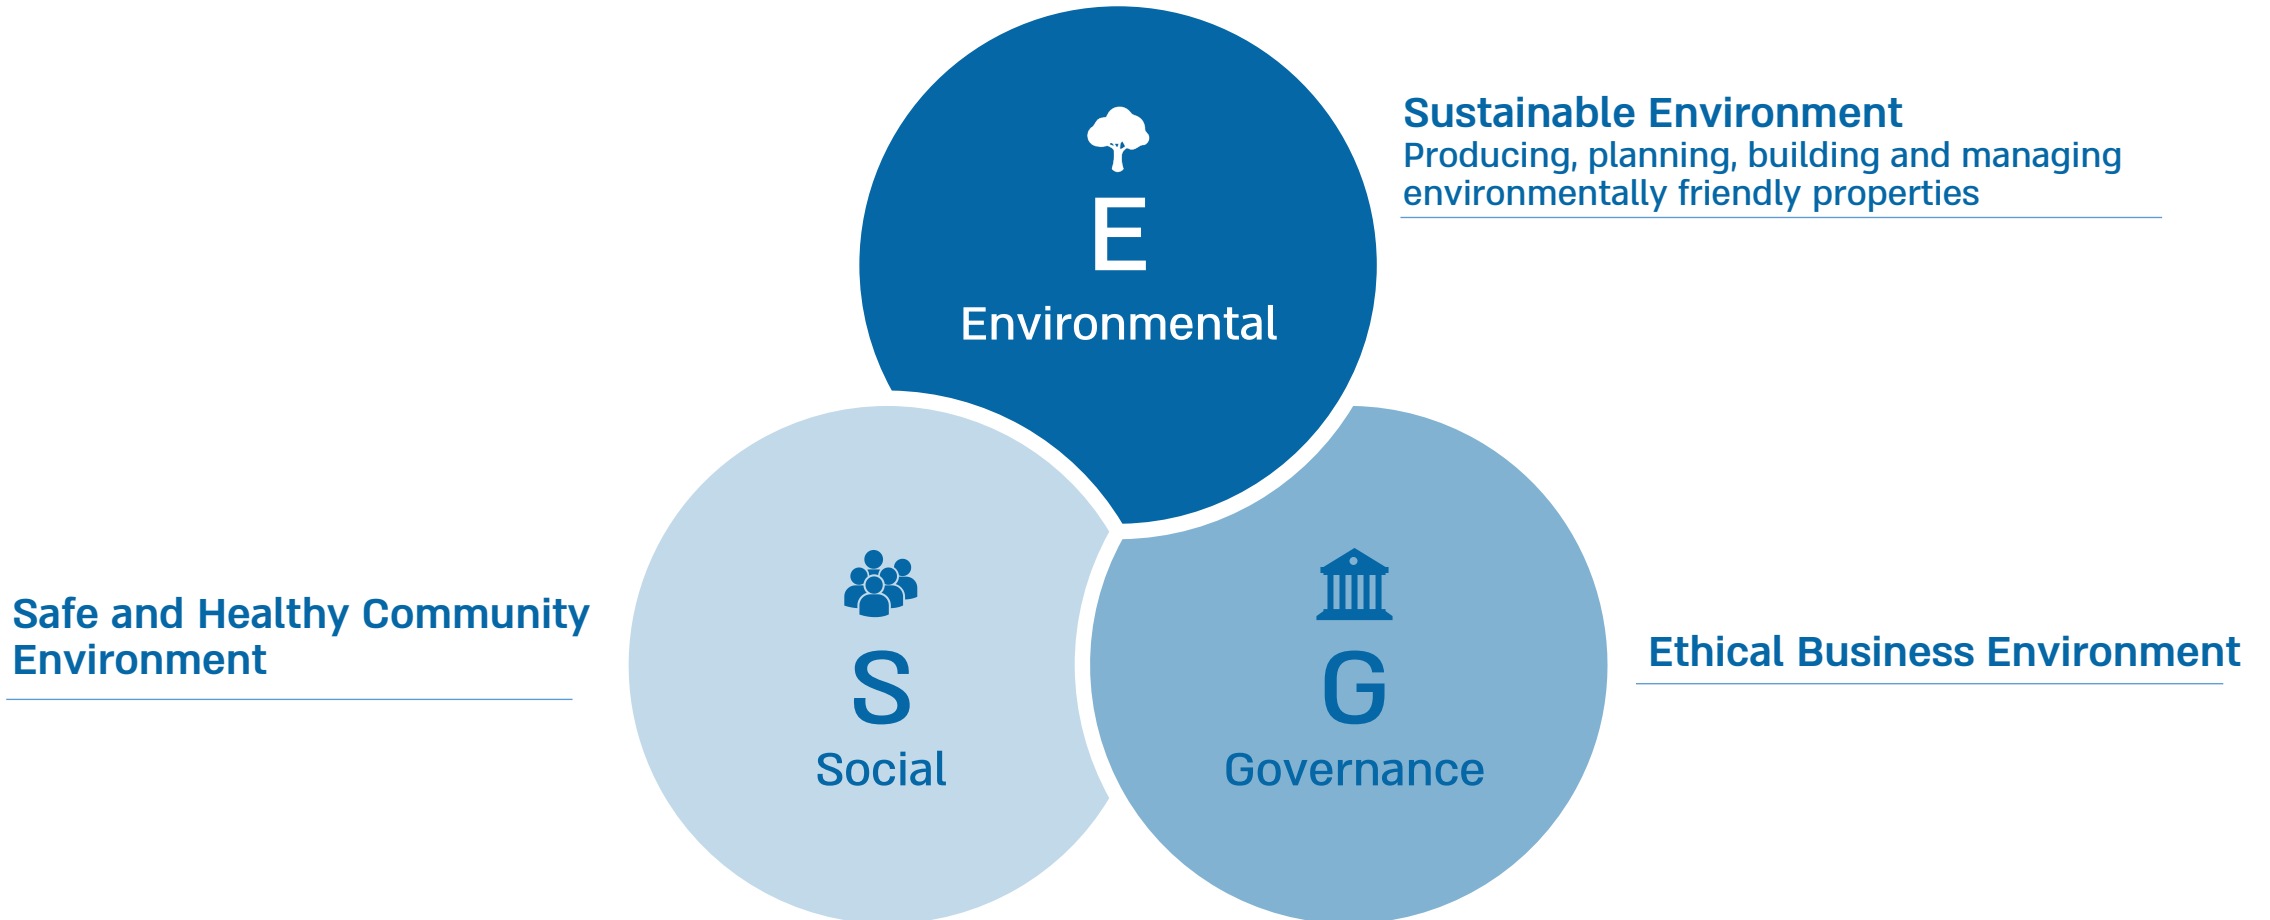 E
Environmental
Sustainable Environment
Producing, planning, building and managing
environmentally friendly properties
Safe and Healthy Community
Environment
S
Social
G
Governance
Ethical Business Environment